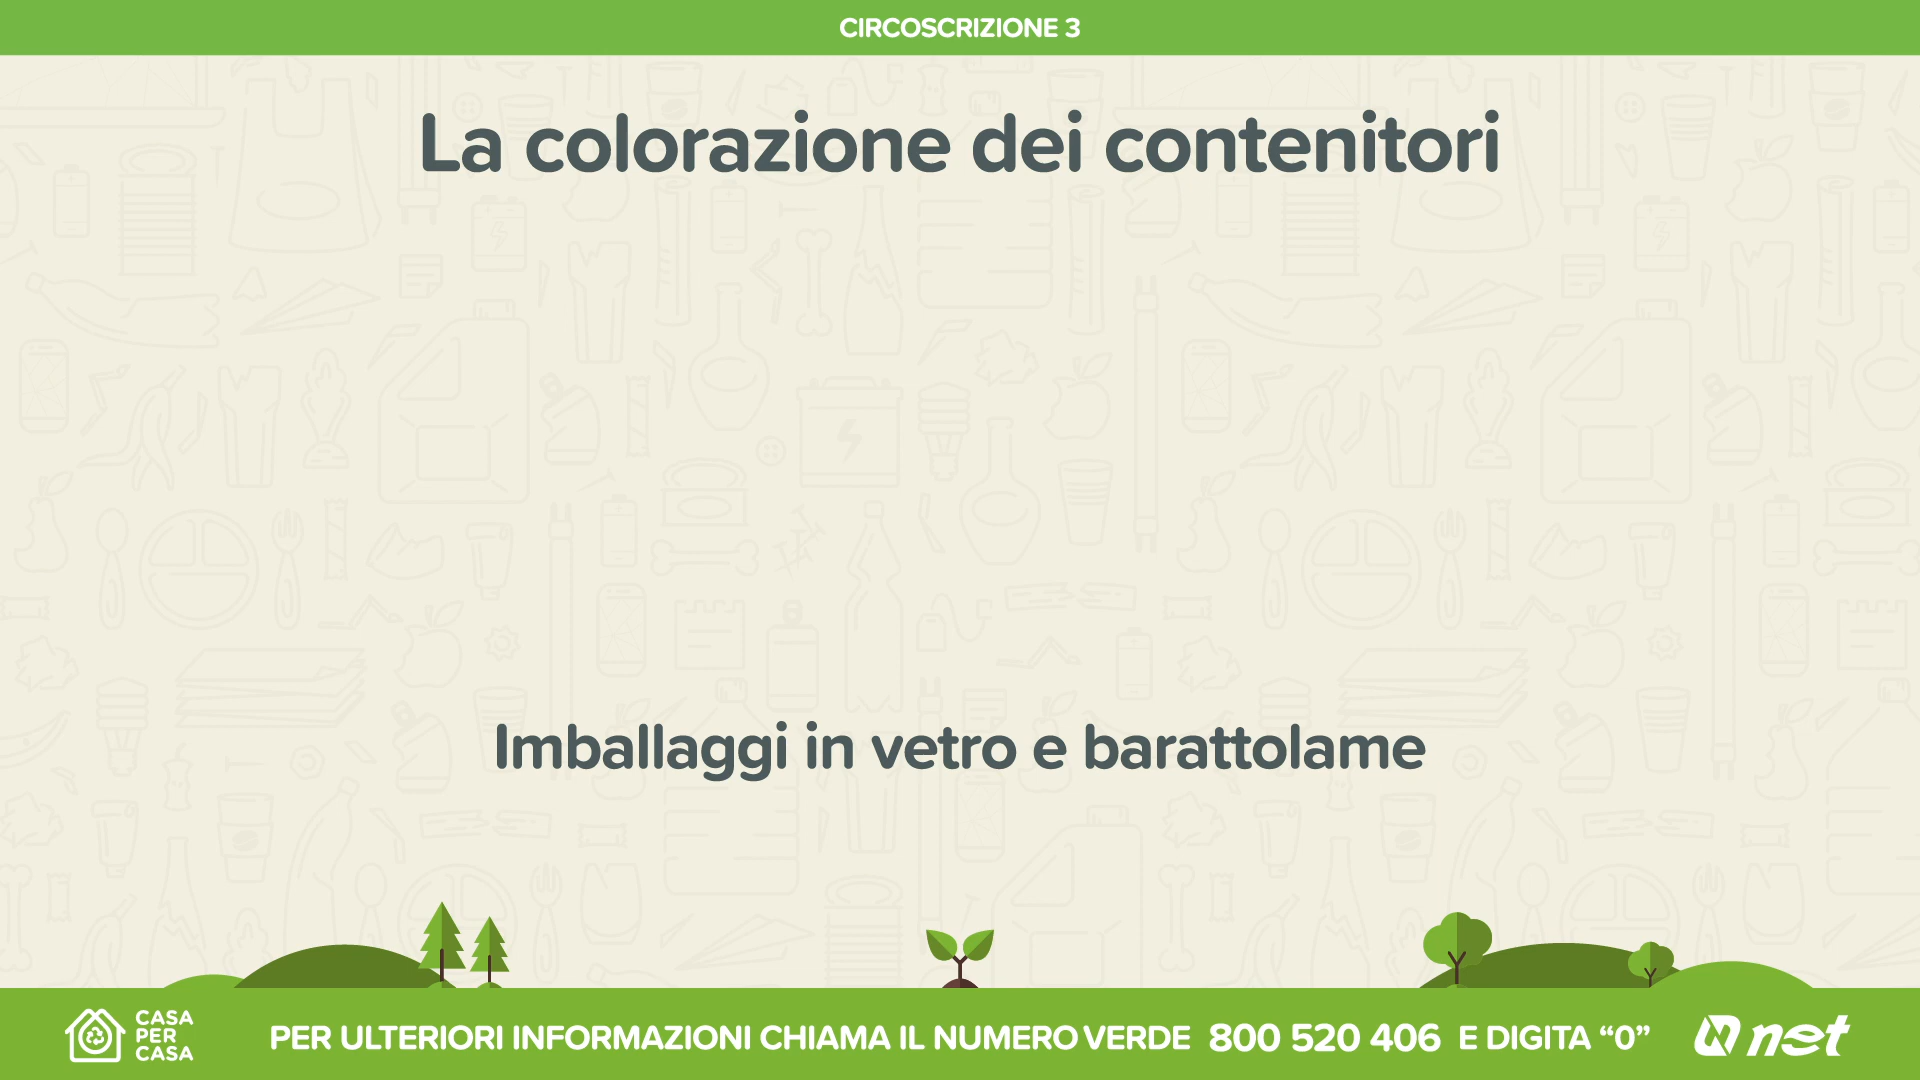 CIRCOSCRIZIONE 3
La colorazione dei contenitori
Imballaggi in vetro e barattolame
CASA
PER
CASA
PER ULTERIORI INFORMAZIONI CHIAMA IL NUMERO VERDE 800 520 406 E DIGITA “0”
net